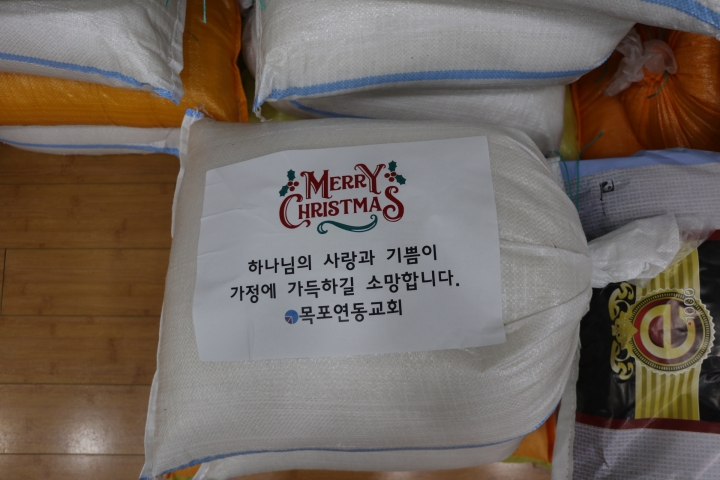 MERRY
CHRISTMAS
하나님의 사랑과 기쁨이
가정에 가득하길 소망합니다.
목포연동교회
e